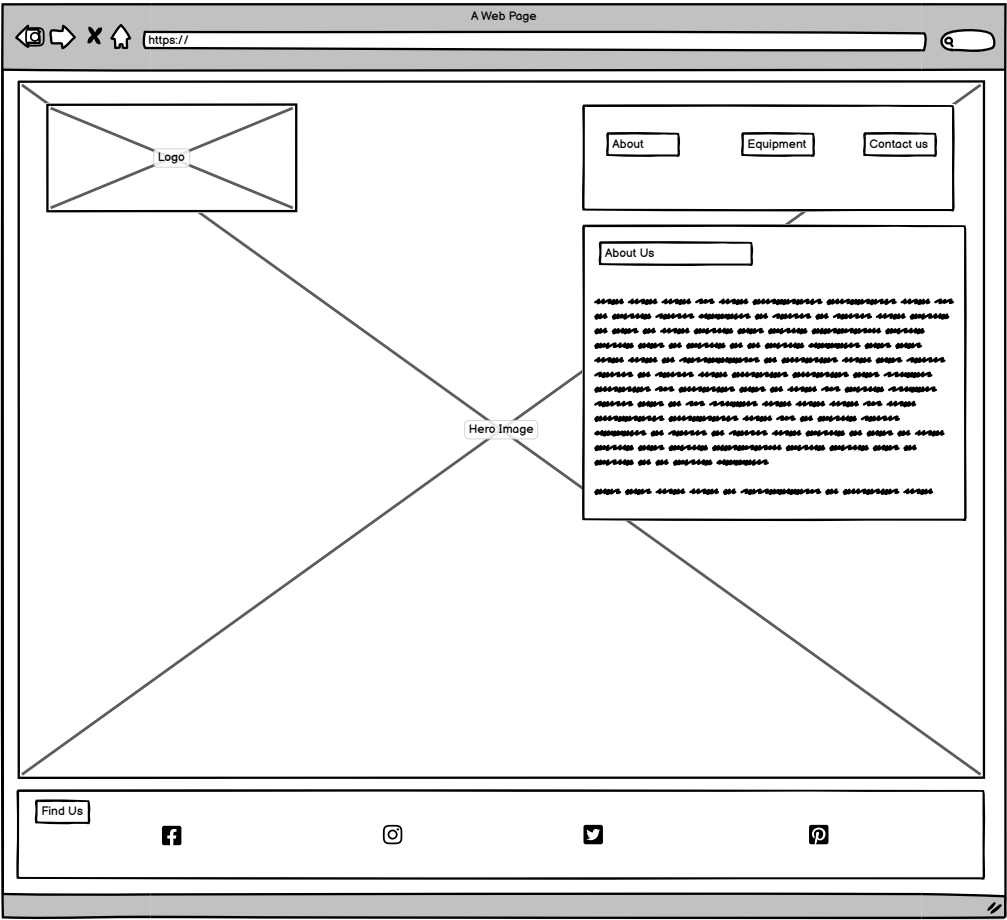 A Web Page
https://
Logo
About
Equipment
Contact us
About Us
Hero Image
Find Us